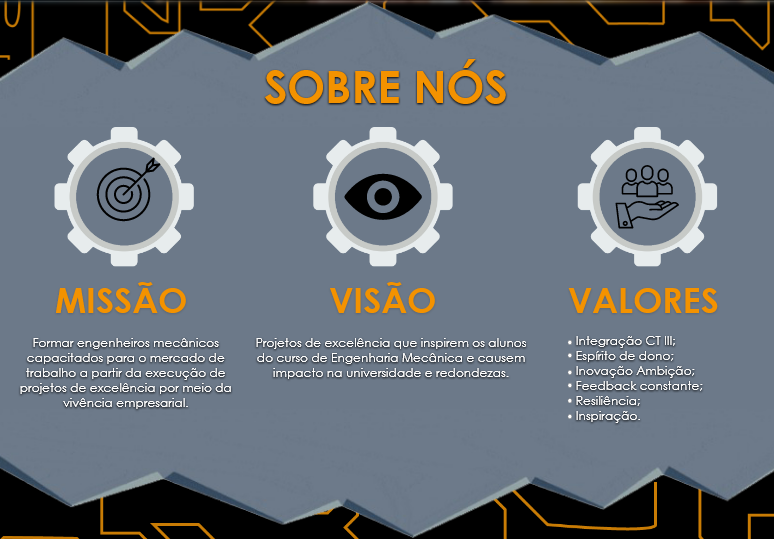 SOBRE NÓS
MISSÃO
Formar engenheiros mecânicos
capacitados para o mercado de
trabalho a partir da execução de
projetos de excelência por meio da
vivência empresarial.
VISÃO
Projetos de excelência que inspirem os alunos
do curso de Engenharia Mecânica e causem
impacto na universidade e redondezas.
VALORES
• Integração CT III;
• Espírito de dono;
• Inovação Ambição;
• Feedback constante;
• Resiliência;
• Inspiração.